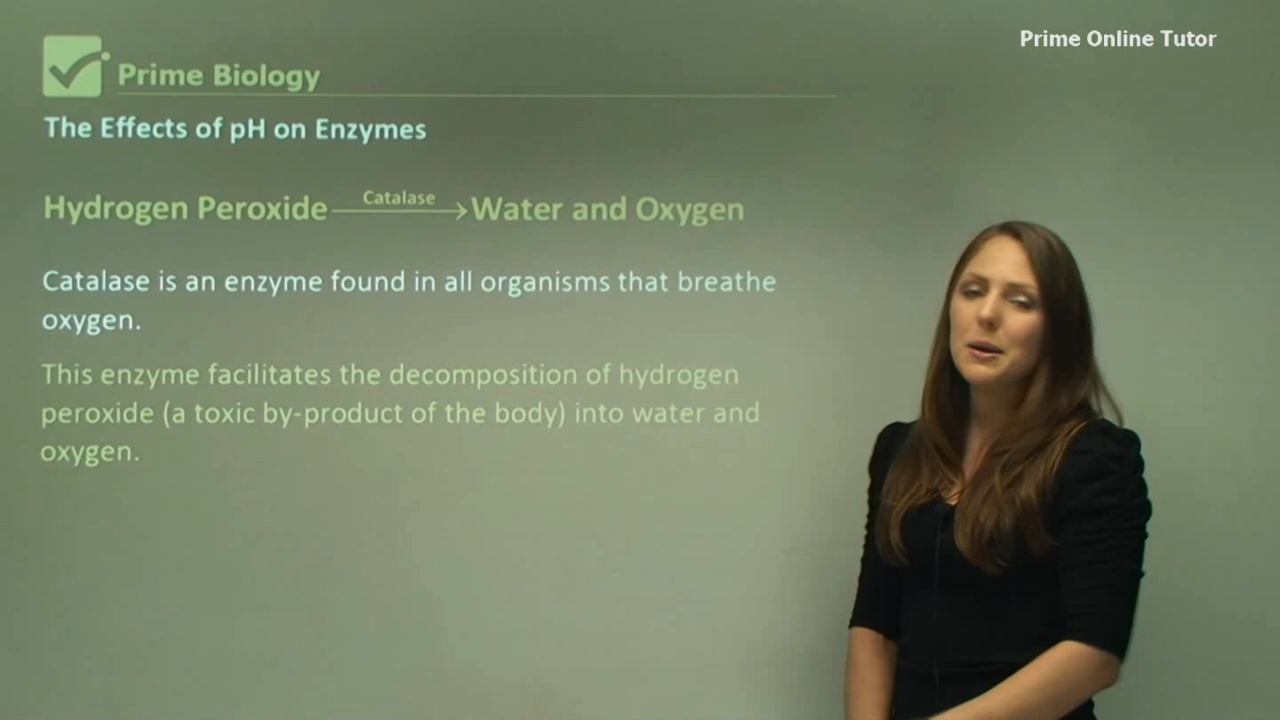 Prime Online Tutor
Prime Biology
The Effects of pH on Enzymes
Hydrogen Peroxide Catalase Water and Oxygen
Catalase is an enzyme found in all organisms that breathe
oxygen.
This enzyme facilitates the decomposition of hydrogen
peroxide (a toxic by-product of the body) into water and
oxygen.